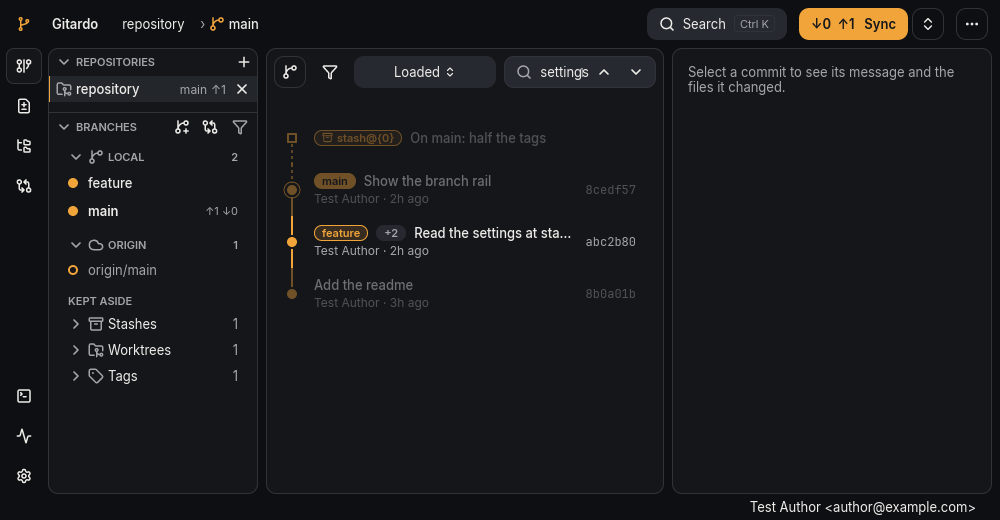 Gitardo repository › main Search Ctrl K ↓0 ↑1 Sync
REPOSITORIES
repository main ↑1
BRANCHES
LOCAL 2
feature
main ↑1 ↓0
ORIGIN 1
origin/main
KEPT ASIDE
Stashes 1
Worktrees 1
Tags 1
Loaded settings
stash@{0} On main: half the tags
main Show the branch rail
Test Author · 2h ago 8cedf57
feature +2 Read the settings at sta…
Test Author · 2h ago abc2b80
Add the readme
Test Author · 3h ago 8b0a01b
Select a commit to see its message and the
files it changed.
Test Author <author@example.com>